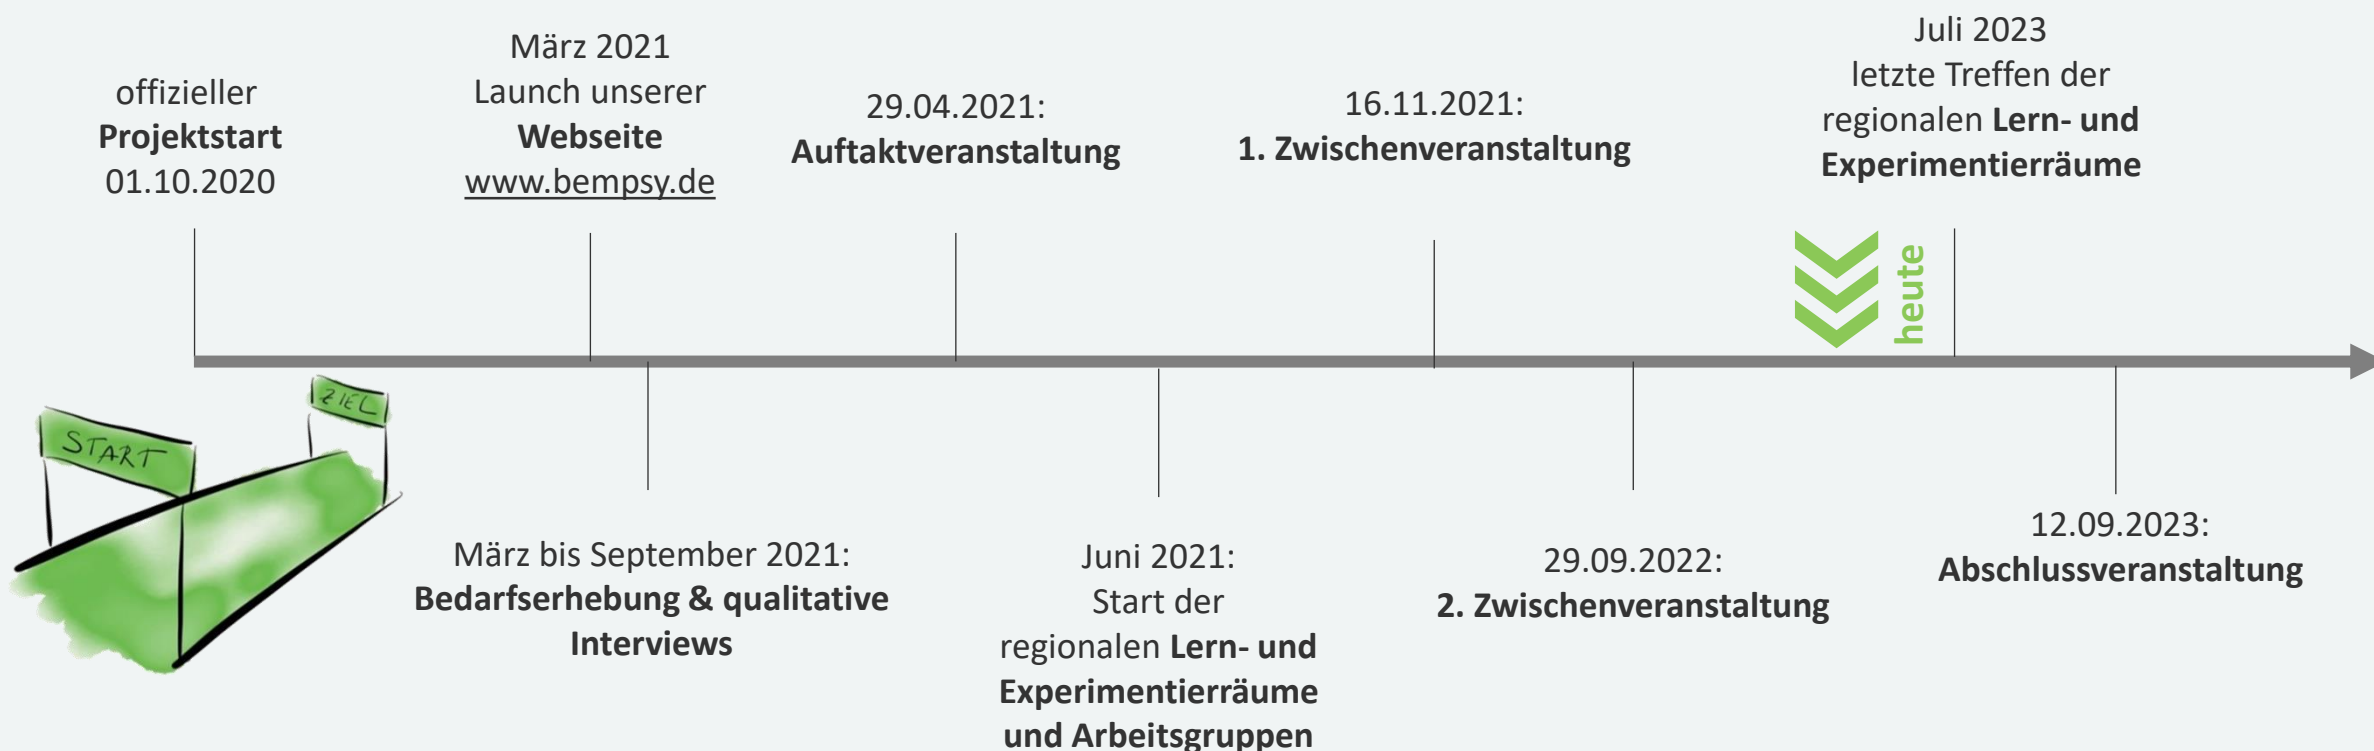 offizieller
Projektstart
01.10.2020
März 2021
Launch unserer
Webseite
www.bempsy.de
29.04.2021:
Auftaktveranstaltung
16.11.2021:
1. Zwischenveranstaltung
Juli 2023
letzte Treffen der
regionalen Lern- und
Experimentierräume
heute
START
ZIEL
März bis September 2021:
Bedarfserhebung & qualitative
Interviews
Juni 2021:
Start der
regionalen Lern- und
Experimentierräume
und Arbeitsgruppen
29.09.2022:
2. Zwischenveranstaltung
12.09.2023:
Abschlussveranstaltung